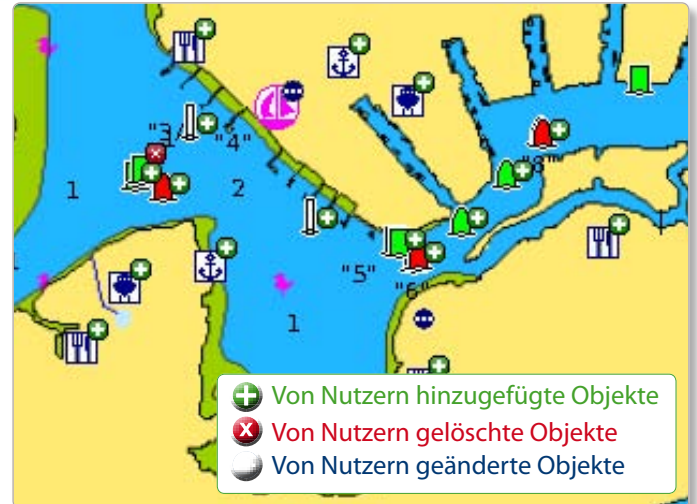 "3"
"4"
1
2
"8"
"5"
"6"
1
Von Nutzern hinzugefügte Objekte
Von Nutzern gelöschte Objekte
Von Nutzern geänderte Objekte